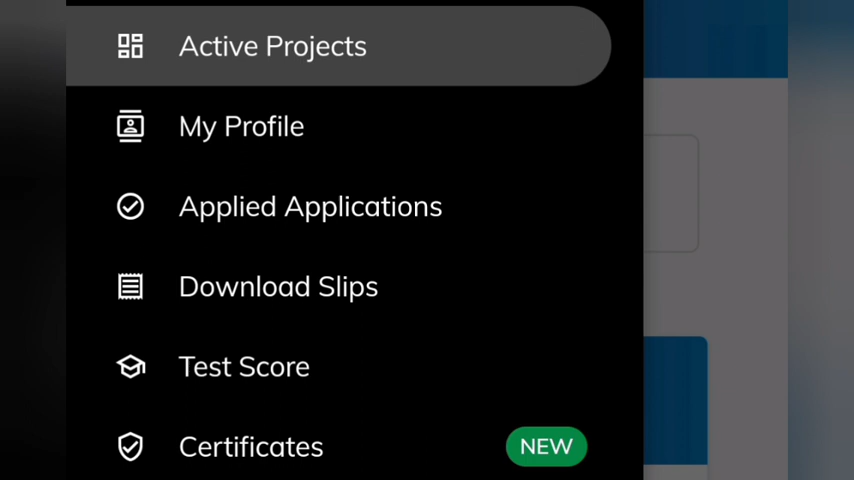 Active Projects
My Profile
Applied Applications
Download Slips
Test Score
Certificates NEW